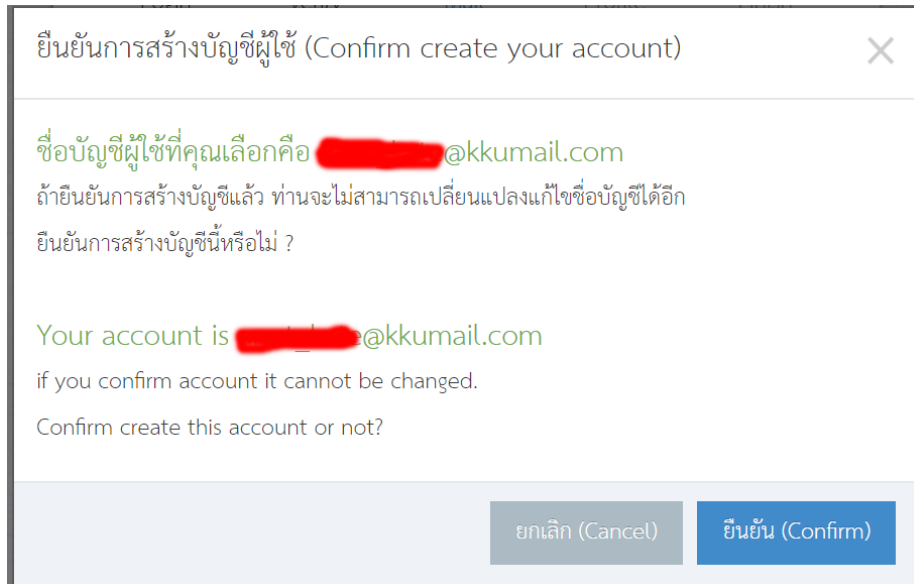 ยืนยันการสร้างบัญชีผู้ใช้ (Confirm create your account)
ชื่อบัญชีผู้ใช้ที่คุณเลือกคือ @kkumail.com
ถ้ายืนยันการสร้างบัญชีแล้ว ท่านจะไม่สามารถเปลี่ยนแปลงแก้ไขชื่อบัญชีได้อีก
ยืนยันการสร้างบัญชีนี้หรือไม่ ?
Your account is @kkumail.com
if you confirm account it cannot be changed.
Confirm create this account or not?
ยกเลิก (Cancel) ยืนยัน (Confirm)